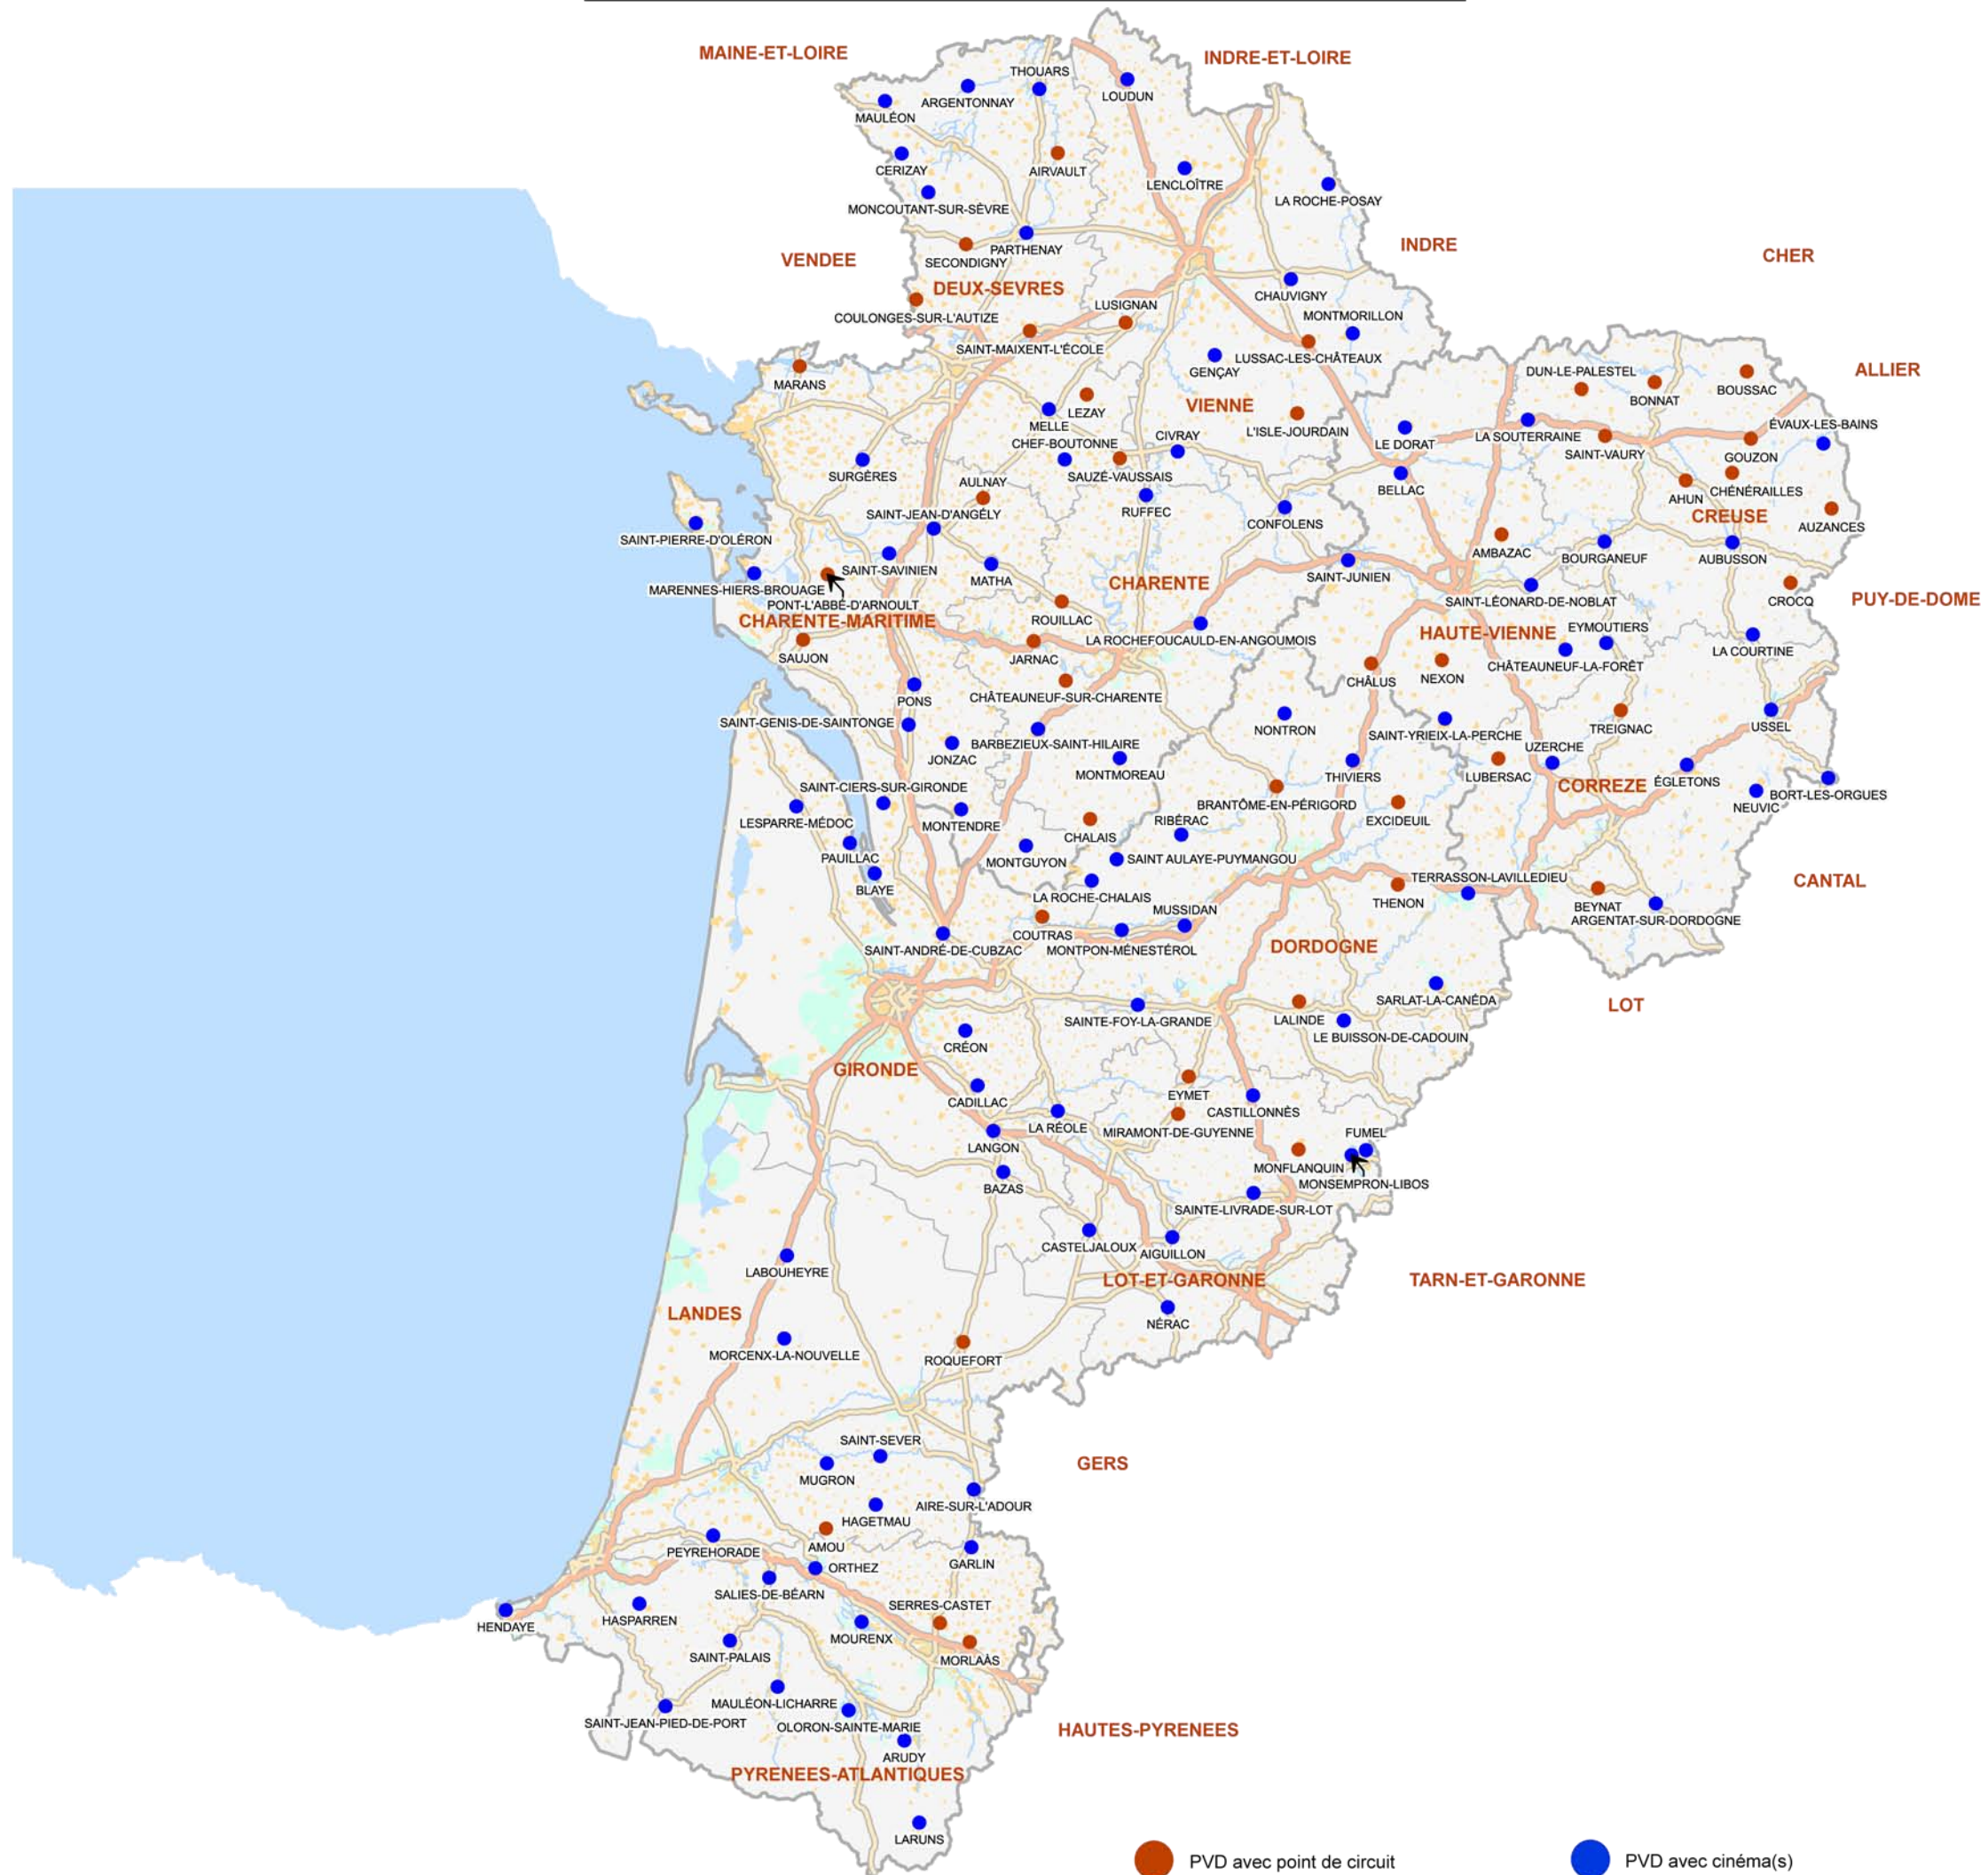 MAINE-ET-LOIRE
INDRE-ET-LOIRE
THOUARS
LOUDUN
ARGENTONNAY
MAULÉON
CERIZAY
AIRVAULT
LENCLOÎTRE
LA ROCHE-POSAY
MONCOUTANT-SUR-SÈVRE
PARTHENAY
SECONDIGNY
VENDEE
INDRE
CHER
DEUX-SEVRES
CHAUVIGNY
LUSIGNAN
COULONGES-SUR-L'AUTIZE
MONTMORILLON
SAINT-MAIXENT-L'ÉCOLE
LUSSAC-LES-CHÂTEAUX
GENÇAY
MARANS
DUN-LE-PALESTEL
BONNAT
BOUSSAC
ALLIER
LEZAY
VIENNE
MELLE
L'ISLE-JOURDAIN
CHEF-BOUTONNE
CIVRAY
LE DORAT
LA SOUTERRAINE
ÉVAUX-LES-BAINS
SAINT-VAURY
GOUZON
SURGÈRES
SAUZÉ-VAUSSAIS
AULNAY
BELLAC
AHUN
CHÉNÉRAILLES
SAINT-JEAN-D'ANGÉLY
RUFFEC
CONFOLENS
CREUSE
AUZANCES
SAINT-PIERRE-D'OLÉRON
AMBAZAC
BOURGANEUF
AUBUSSON
SAINT-SAVINIEN
MATHA
CHARENTE
SAINT-JUNIEN
MARENNES-HIERS-BROUAGE
PONT-L'ABBÉ-D'ARNOULT
SAINT-LÉONARD-DE-NOBLAT
CROCQ
PUY-DE-DOME
CHARENTE-MARITIME
ROUILLAC
HAUTE-VIENNE
EYMOUTIERS
LA ROCHEFOUCAULD-EN-ANGOUMOIS
SAUJON
JARNAC
LA COURTINE
CHÂTEAUNEUF-LA-FORÊT
CHÂLUS
NEXON
PONS
CHÂTEAUNEUF-SUR-CHARENTE
SAINT-GENIS-DE-SAINTONGE
NONTRON
SAINT-YRIEIX-LA-PERCHE
TREIGNAC
USSEL
BARBEZIEUX-SAINT-HILAIRE
JONZAC
UZERCHE
MONTMOREAU
THIVIERS
LUBERSAC
CORREZE
ÉGLETONS
SAINT-CIERS-SUR-GIRONDE
BRANTÔME-EN-PÉRIGORD
NEUVIC
BORT-LES-ORGUES
LESPARRE-MÉDOC
MONTENDRE
RIBÉRAC
EXCIDEUIL
CHALAIS
PAUILLAC
MONTGUYON
SAINT AULAYE-PUYMANGOU
BLAYE
TERRASSON-LAVILLEDIEU
CANTAL
LA ROCHE-CHALAIS
THENON
BEYNAT
MUSSIDAN
ARGENTAT-SUR-DORDOGNE
COUTRAS
SAINT-ANDRÉ-DE-CUBZAC
MONTPON-MÉNESTÉROL
DORDOGNE
SARLAT-LA-CANÉDA
LOT
SAINTE-FOY-LA-GRANDE
LALINDE
LE BUISSON-DE-CADOUIN
CRÉON
GIRONDE
CADILLAC
EYMET
CASTILLONNÈS
LA RÉOLE
MIRAMONT-DE-GUYENNE
FUMEL
LANGON
MONFLANQUIN
BAZAS
MONSEMPRON-LIBOS
SAINTE-LIVRADE-SUR-LOT
CASTELJALOUX
AIGUILLON
LABOUHEYRE
LOT-ET-GARONNE
TARN-ET-GARONNE
LANDES
NÉRAC
MORCENX-LA-NOUVELLE
ROQUEFORT
SAINT-SEVER
GERS
MUGRON
AIRE-SUR-L'ADOUR
HAGETMAU
AMOU
PEYREHORADE
GARLIN
ORTHEZ
SALIES-DE-BÉARN
SERRES-CASTET
HASPARREN
HENDAYE
MOURENX
SAINT-PALAIS
MORLAÀS
MAULÉON-LICHARRE
SAINT-JEAN-PIED-DE-PORT
OLORON-SAINTE-MARIE
HAUTES-PYRENEES
ARUDY
PYRENEES-ATLANTIQUES
LARUNS
PVD avec point de circuit
PVD avec cinéma(s)